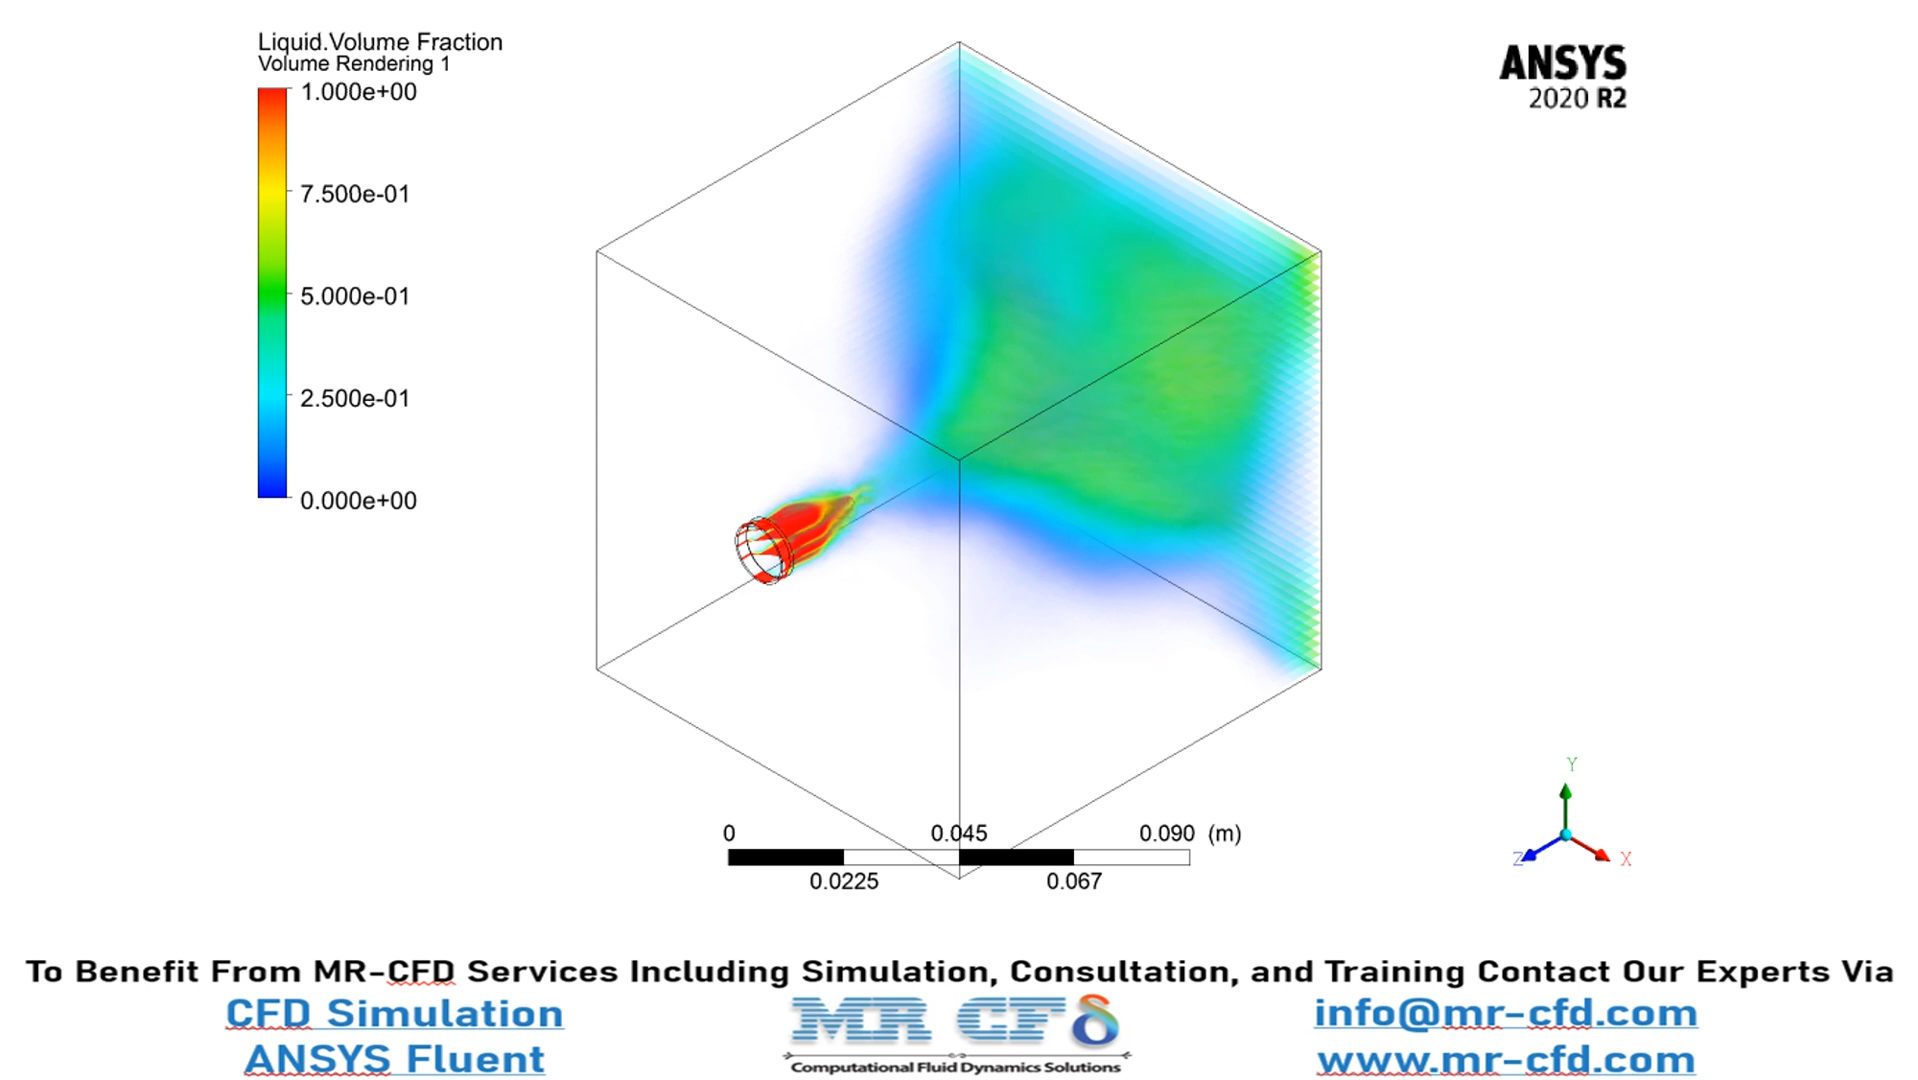 Liquid.Volume Fraction
Volume Rendering 1
1.000e+00
7.500e-01
5.000e-01
2.500e-01
0.000e+00
ANSYS
2020 R2
0 0.045 0.090 (m)
0.0225 0.067
Y
Z X
To Benefit From MR-CFD Services Including Simulation, Consultation, and Training Contact Our Experts Via
CFD Simulation
ANSYS Fluent
MR CFδ
Computational Fluid Dynamics Solutions
info@mr-cfd.com
www.mr-cfd.com